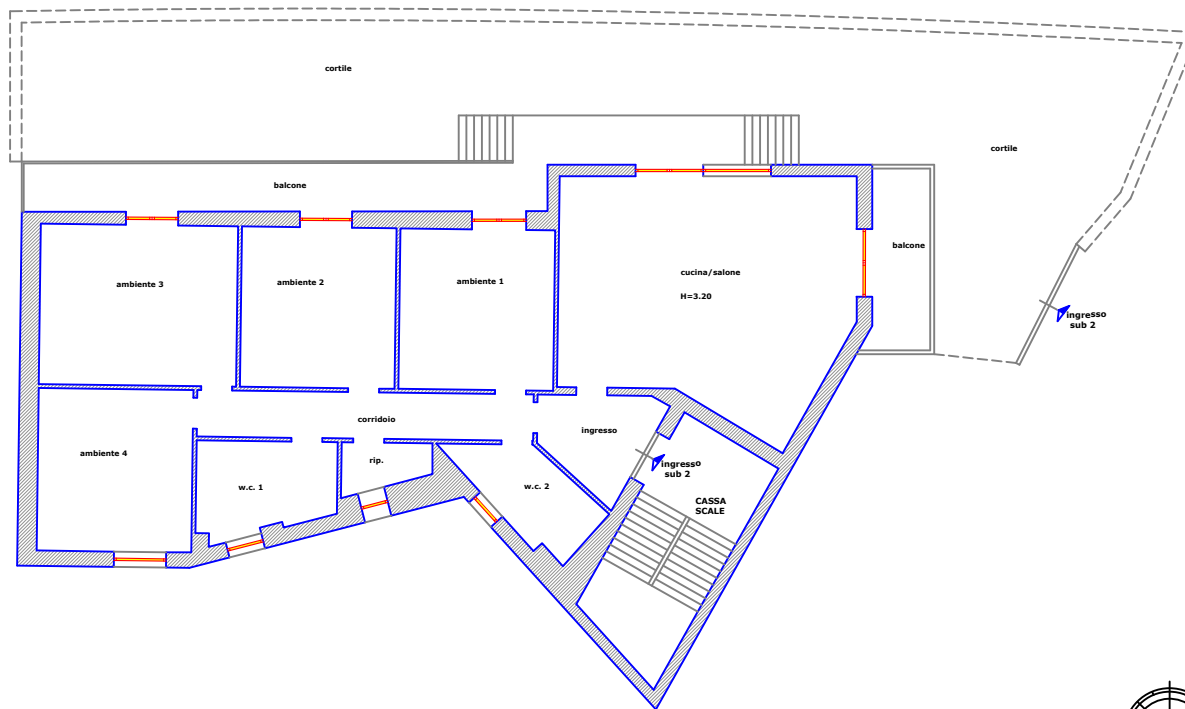 cortile
cortile
balcone
balcone
ambiente 3
ambiente 2
ambiente 1
cucina/salone
H=3.20
ingresso
sub 2
corridoio
ingresso
ambiente 4
rip.
w.c. 1
w.c. 2
ingresso
sub 2
CASSA
SCALE